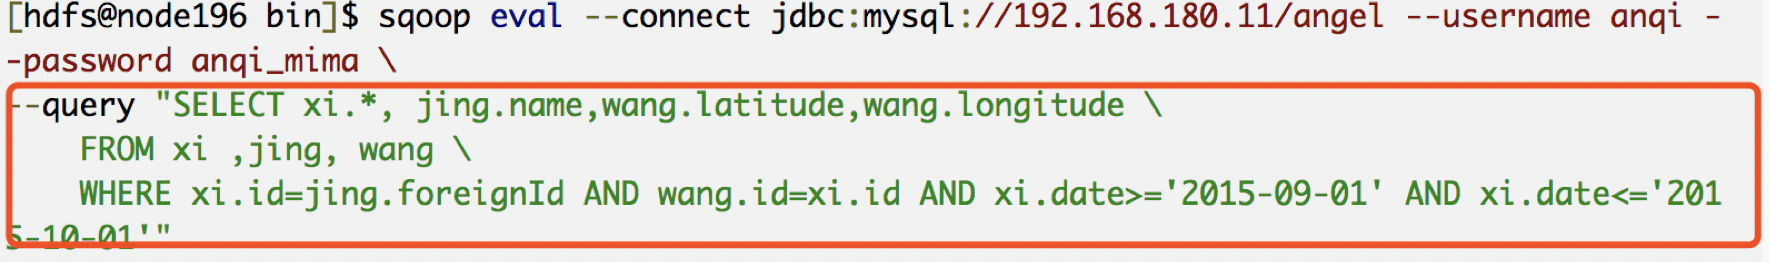 [hdfs@node196 bin]$ sqoop eval --connect jdbc:mysql://192.168.180.11/angel --username anqi -
-password anqi_mima \
--query "SELECT xi.*, jing.name,wang.latitude,wang.longitude \
FROM xi ,jing, wang \
WHERE xi.id=jing.foreignId AND wang.id=xi.id AND xi.date>='2015-09-01' AND xi.date<='201
5-10-01'"